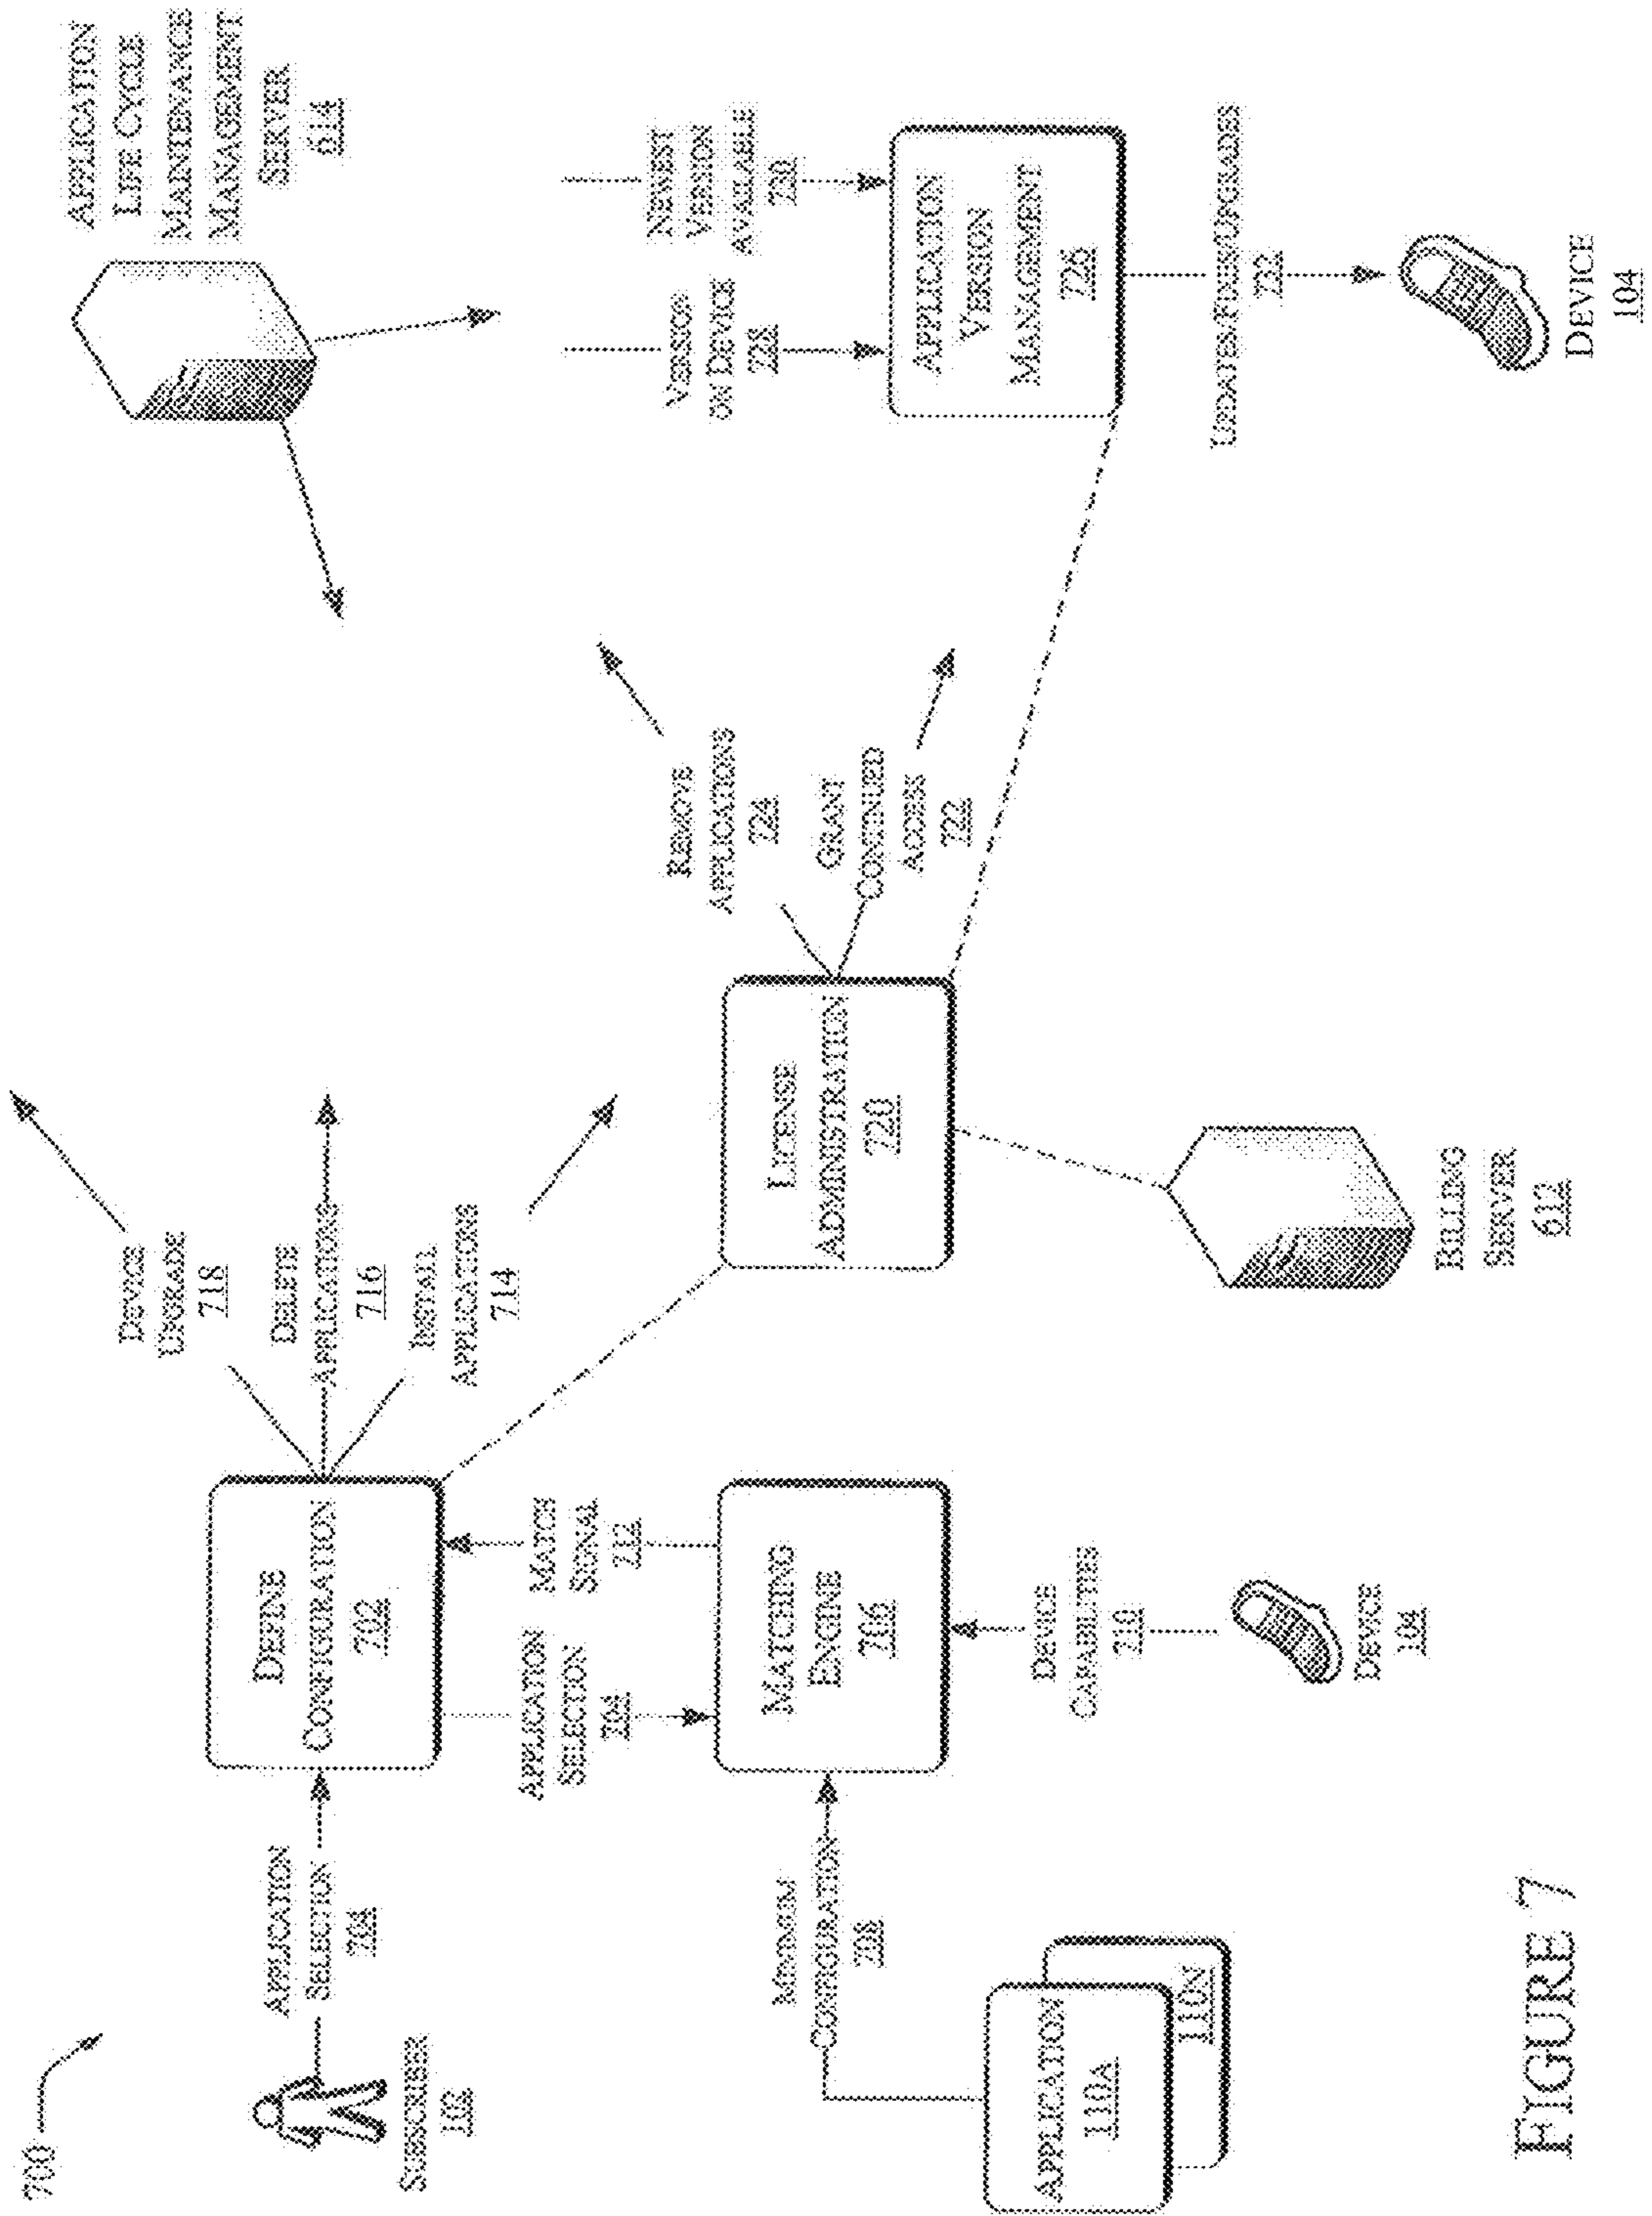 700
SUBSCRIBER
102
APPLICATION
SELECTION
704
DEFINE
CONFIGURATION
702
DEVICE
UPGRADE
718
DELETE
APPLICATIONS
716
INSTALL
APPLICATIONS
714
APPLICATION
LIFE CYCLE
MAINTENANCE
MANAGEMENT
SERVER
614
APPLICATION
SELECTION
704
MATCH
SIGNAL
712
MINIMUM
CONFIGURATION
708
MATCHING
ENGINE
706
APPLICATION
110A
110N
DEVICE
CAPABILITIES
710
DEVICE
104
LICENSE
ADMINISTRATION
720
REMOVE
APPLICATIONS
724
GRANT
CONTINUED
ACCESS
722
BILLING
SERVER
612
VERSION
ON DEVICE
728
NEWEST
VERSION
AVAILABLE
730
APPLICATION
VERSION
MANAGEMENT
726
UPDATES/FIXES/UPGRADES
732
DEVICE
104
FIGURE 7